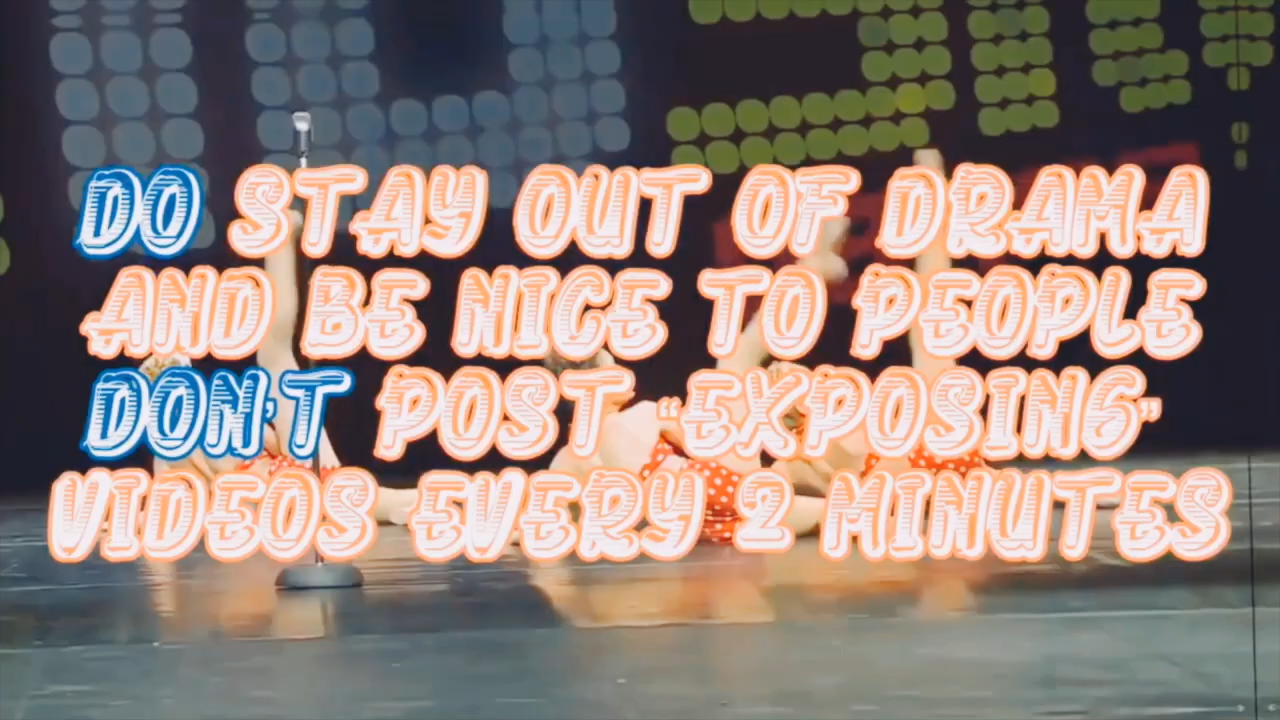 DO STAY OUT OF DRAMA
AND BE NICE TO PEOPLE
DON'T POST “EXPOSING”
VIDEOS EVERY 2 MINUTES